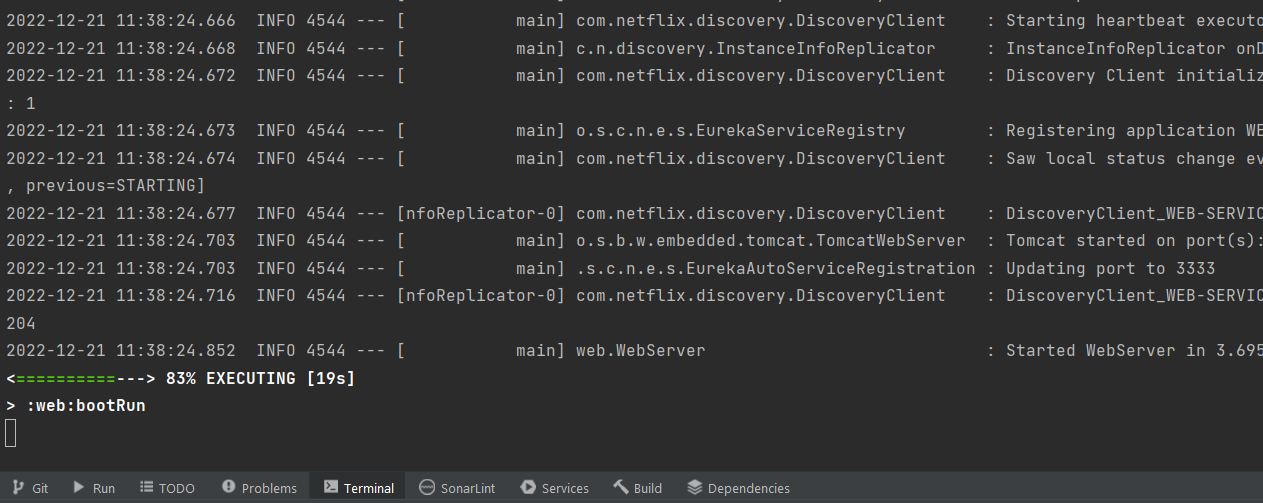 2022-12-21 11:38:24.666  INFO 4544 --- [           main] com.netflix.discovery.DiscoveryClient    : Starting heartbeat executo
2022-12-21 11:38:24.668  INFO 4544 --- [           main] c.n.discovery.InstanceInfoReplicator     : InstanceInfoReplicator onD
2022-12-21 11:38:24.672  INFO 4544 --- [           main] com.netflix.discovery.DiscoveryClient    : Discovery Client initializ
: 1
2022-12-21 11:38:24.673  INFO 4544 --- [           main] o.s.c.n.e.s.EurekaServiceRegistry        : Registering application WE
2022-12-21 11:38:24.674  INFO 4544 --- [           main] com.netflix.discovery.DiscoveryClient    : Saw local status change ev
, previous=STARTING]
2022-12-21 11:38:24.677  INFO 4544 --- [nfoReplicator-0] com.netflix.discovery.DiscoveryClient    : DiscoveryClient_WEB-SERVIC
2022-12-21 11:38:24.703  INFO 4544 --- [           main] o.s.b.w.embedded.tomcat.TomcatWebServer  : Tomcat started on port(s):
2022-12-21 11:38:24.703  INFO 4544 --- [           main] .s.c.n.e.s.EurekaAutoServiceRegistration : Updating port to 3333
2022-12-21 11:38:24.716  INFO 4544 --- [nfoReplicator-0] com.netflix.discovery.DiscoveryClient    : DiscoveryClient_WEB-SERVIC
204
2022-12-21 11:38:24.852  INFO 4544 --- [           main] web.WebServer                            : Started WebServer in 3.695
<==========---> 83% EXECUTING [19s]
> :web:bootRun
Git Run TODO Problems Terminal SonarLint Services Build Dependencies